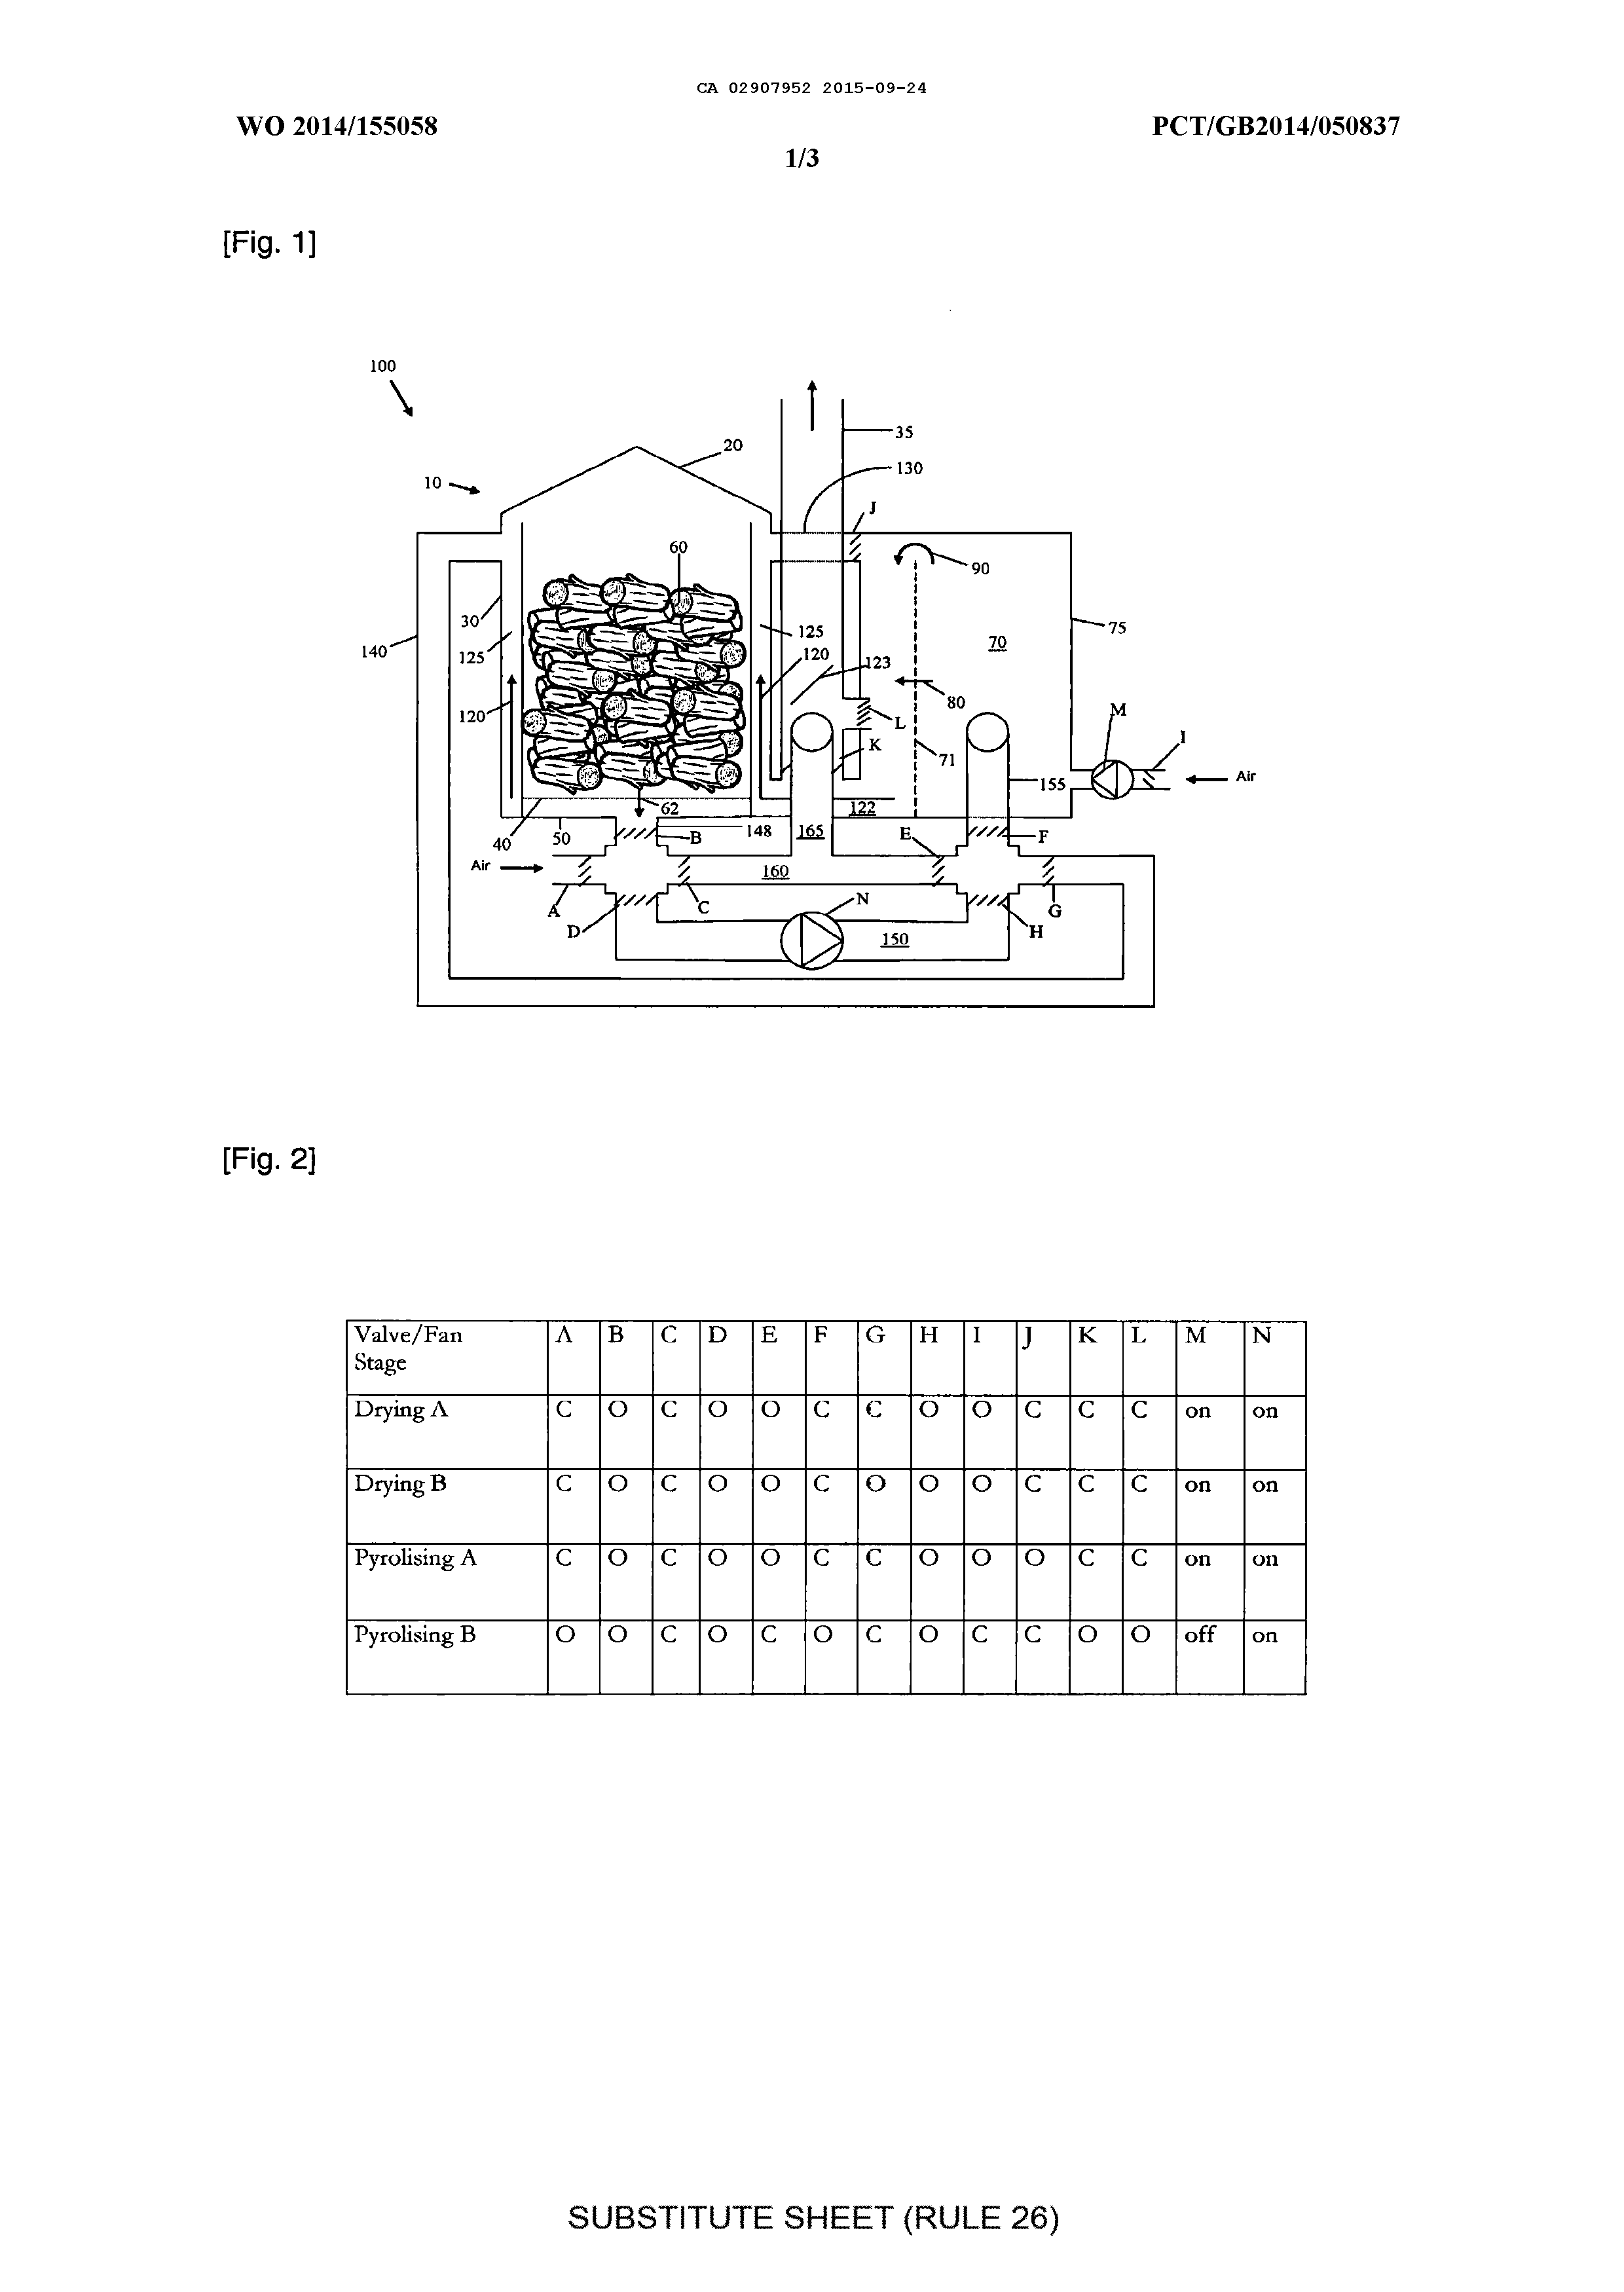 CA 02907952 2015-09-24
WO 2014/155058 PCT/GB2014/050837
1/3
[Fig. 1]
100
35
20
130
10
J
60
90
30
125
75
140
70
125
120
123
80
120
L
M
K
I
71
155
Air
62
122
40
50
B
148
165
E
F
Air
160
A
C
N
G
D
150
H
[Fig. 2]
Valve/Fan Stage A B C D E F G H I J K L M N
Drying A C O C O O C C O O C C C on on
Drying B C O C O O C O O O C C C on on
Pyrolising A C O C O O C C O O O C C on on
Pyrolising B O O C O C O C O C C O O off on
SUBSTITUTE SHEET (RULE 26)